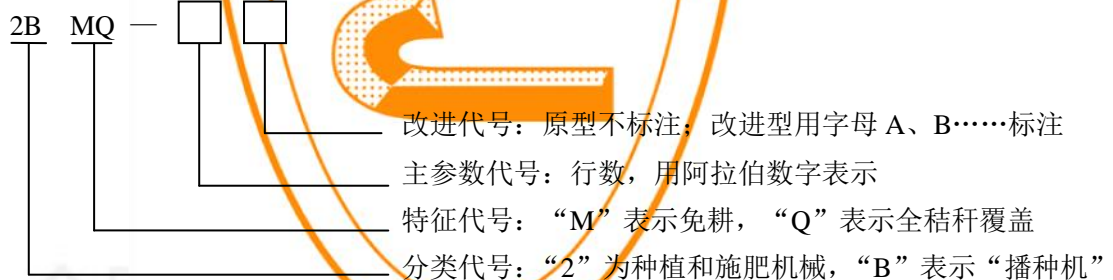 2B MQ —
改进代号：原型不标注；改进型用字母 A、B……标注
主参数代号：行数，用阿拉伯数字表示
特征代号：“M”表示免耕，“Q”表示全秸秆覆盖
分类代号：“2”为种植和施肥机械，“B”表示“播种机”